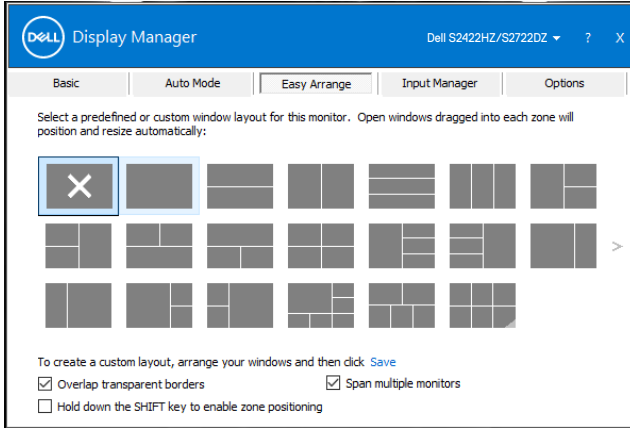 DELL Display Manager Dell S2422HZ/S2722DZ ? X
Basic Auto Mode Easy Arrange Input Manager Options
Select a predefined or custom window layout for this monitor. Open windows dragged into each zone will
position and resize automatically:
>
To create a custom layout, arrange your windows and then click Save
Overlap transparent borders Span multiple monitors
Hold down the SHIFT key to enable zone positioning